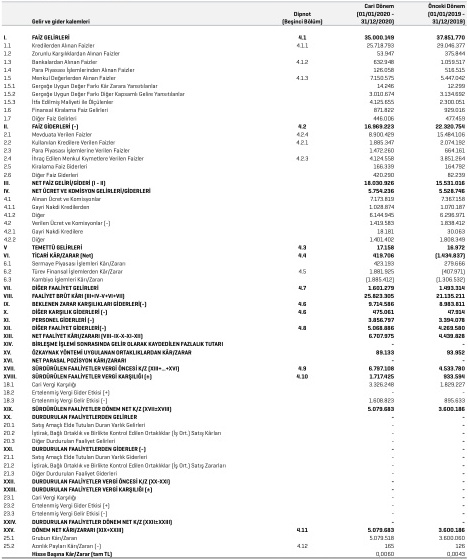 Dipnot Cari Dönem Önceki Dönem
Gelir ve gider kalemleri (Beşinci Bölüm) (01/01/2020 - 31/12/2020) (01/01/2019 - 31/12/2019)
I. FAİZ GELİRLERİ 4.1 35.000.149 37.851.770
1.1 Kredilerden Alınan Faizler 4.1.1 25.718.793 29.046.377
1.2 Zorunlu Karşılıklardan Alınan Faizler 53.947 375.844
1.3 Bankalardan Alınan Faizler 4.1.2 632.948 1.059.517
1.4 Para Piyasası İşlemlerinden Alınan Faizler 126.058 516.515
1.5 Menkul Değerlerden Alınan Faizler 4.1.3 7.150.575 5.447.042
1.5.1 Gerçeğe Uygun Değer Farkı Kâr Zarara Yansıtılanlar 14.246 12.299
1.5.2 Gerçeğe Uygun Değer Farkı Diğer Kapsamlı Gelire Yansıtılanlar 3.010.674 3.134.692
1.5.3 İtfa Edilmiş Maliyeti ile Ölçülenler 4.125.655 2.300.051
1.6 Finansal Kiralama Faiz Gelirleri 871.822 929.016
1.7 Diğer Faiz Gelirleri 446.006 477.459
II. FAİZ GİDERLERİ (-) 4.2 16.969.223 22.320.754
2.1 Mevduata Verilen Faizler 4.2.4 8.900.429 15.484.106
2.2 Kullanılan Kredilere Verilen Faizler 4.2.1 1.885.347 2.074.192
2.3 Para Piyasası İşlemlerine Verilen Faizler 1.472.260 664.161
2.4 İhraç Edilen Menkul Kıymetlere Verilen Faizler 4.2.3 4.124.558 3.851.264
2.5 Kiralama Faiz Giderleri 166.339 164.792
2.6 Diğer Faiz Giderleri 420.290 82.239
III. NET FAİZ GELİRİ/GİDERİ (I - II) 18.030.926 15.531.016
IV. NET ÜCRET VE KOMİSYON GELİRLERİ/GİDERLERİ 5.754.236 5.528.746
4.1 Alınan Ücret ve Komisyonlar 7.173.819 7.367.158
4.1.1 Gayri Nakdi Kredilerden 1.028.874 1.070.187
4.1.2 Diğer 6.144.945 6.296.971
4.2 Verilen Ücret ve Komisyonlar (-) 1.419.583 1.838.412
4.2.1 Gayri Nakdi Kredilere 18.181 30.063
4.2.2 Diğer 1.401.402 1.808.349
V TEMETTÜ GELİRLERİ 4.3 17.158 16.972
VI. TİCARİ KÂR/ZARAR (Net) 4.4 419.706 (1.434.837)
6.1 Sermaye Piyasası İşlemleri Kârı/Zararı 423.193 279.666
6.2 Türev Finansal İşlemlerden Kâr/Zarar 4.5 1.881.925 (407.971)
6.3 Kambiyo İşlemleri Kârı/Zararı (1.885.412) (1.306.532)
VII. DİĞER FAALİYET GELİRLERİ 4.7 1.601.279 1.493.314
VIII. FAALİYET BRÜT KÂRI (III+IV+V+VI+VII) 25.823.305 21.135.211
IX. BEKLENEN ZARAR KARŞILIKLARI GİDERLERİ(-) 4.6 9.714.586 8.983.811
X. DİĞER KARŞILIK GİDERLERİ (-) 4.6 475.061 47.914
XI. PERSONEL GİDERLERİ (-) 3.856.797 3.394.078
XII. DİĞER FAALİYET GİDERLERİ(-) 4.8 5.068.886 4.269.580
XIII. NET FAALİYET KÂRI/ZARARI (VIII-IX-X-XI-XII) 6.707.975 4.439.828
XIV. BİRLEŞME İŞLEMİ SONRASINDA GELİR OLARAK KAYDEDİLEN FAZLALIK TUTARI - -
XV. ÖZKAYNAK YÖNTEMİ UYGULANAN ORTAKLIKLARDAN KÂR/ZARAR 89.133 93.952
XVI. NET PARASAL POZİSYON KÂRI/ZARARI - -
XVII. SÜRDÜRÜLEN FAALİYETLER VERGİ ÖNCESİ K/Z (XIII+...+XVI) 4.9 6.797.108 4.533.780
XVIII. SÜRDÜRÜLEN FAALİYETLER VERGİ KARŞILIĞI (±) 4.10 1.717.425 933.594
18.1 Cari Vergi Karşılığı 3.326.248 1.829.227
18.2 Ertelenmiş Vergi Gider Etkisi (+) - -
18.3 Ertelenmiş Vergi Gelir Etkisi (-) 1.608.823 895.633
XIX. SÜRDÜRÜLEN FAALİYETLER DÖNEM NET K/Z (XVII±XVIII) 5.079.683 3.600.186
XX. DURDURULAN FAALİYETLERDEN GELİRLER - -
20.1 Satış Amaçlı Elde Tutulan Duran Varlık Gelirleri - -
20.2 İştirak, Bağlı Ortaklık ve Birlikte Kontrol Edilen Ortaklıklar (İş Ort.) Satış Kârları - -
20.3 Diğer Durdurulan Faaliyet Gelirleri - -
XXI. DURDURULAN FAALİYETLERDEN GİDERLER (-) - -
21.1 Satış Amaçlı Elde Tutulan Duran Varlık Giderleri - -
21.2 İştirak, Bağlı Ortaklık ve Birlikte Kontrol Edilen Ortaklıklar (İş Ort.) Satış Zararları - -
21.3 Diğer Durdurulan Faaliyet Giderleri - -
XXII. DURDURULAN FAALİYETLER VERGİ ÖNCESİ K/Z (XX-XXI) - -
XXIII. DURDURULAN FAALİYETLER VERGİ KARŞILIĞI (±) - -
23.1 Cari Vergi Karşılığı - -
23.2 Ertelenmiş Vergi Gider Etkisi (+) - -
23.3 Ertelenmiş Vergi Gelir Etkisi (-) - -
XXIV. DURDURULAN FAALİYETLER DÖNEM NET K/Z (XXII±XXIII) - -
XXV. DÖNEM NET KÂRI/ZARARI (XIX+XXIII) 4.11 5.079.683 3.600.186
25.1 Grubun Kârı/Zararı 5.079.518 3.600.060
25.2 Azınlık Payları Kârı/Zararı (-) 4.12 165 126
Hisse Başına Kâr/Zarar (tam TL) 0,0060 0,0043